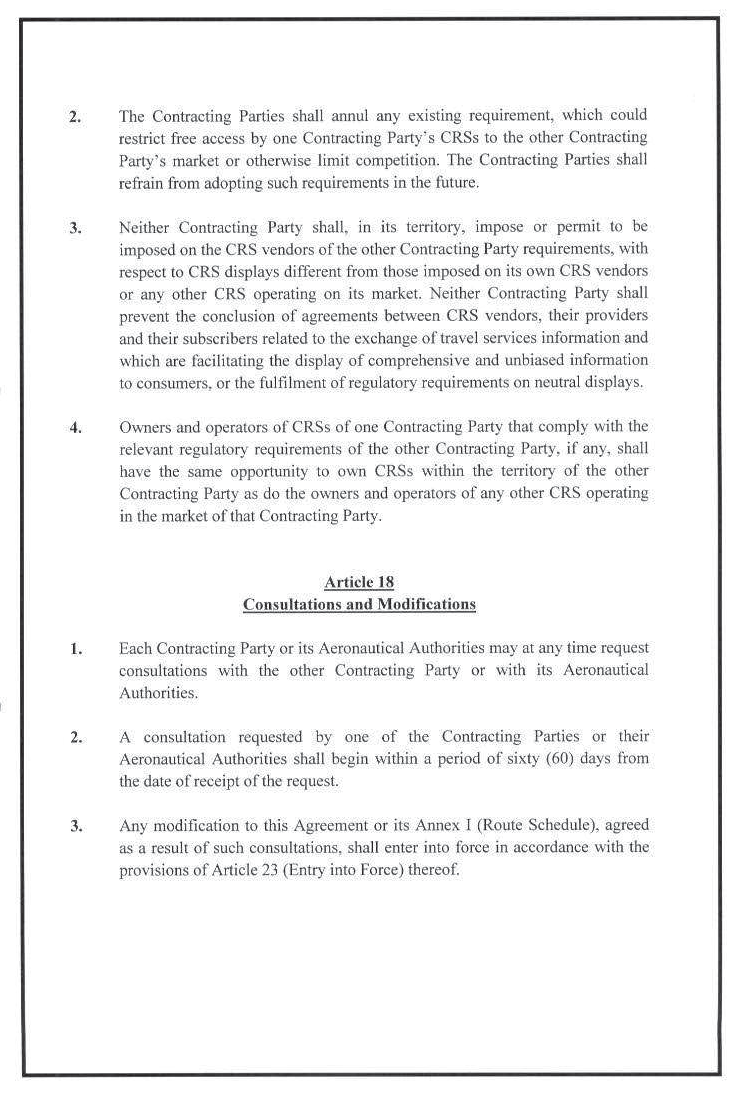 2. The Contracting Parties shall annul any existing requirement, which could
restrict free access by one Contracting Party's CRSs to the other Contracting
Party's market or otherwise limit competition. The Contracting Parties shall
refrain from adopting such requirements in the future.
3. Neither Contracting Party shall, in its territory, impose or permit to be
imposed on the CRS vendors of the other Contracting Party requirements, with
respect to CRS displays different from those imposed on its own CRS vendors
or any other CRS operating on its market. Neither Contracting Party shall
prevent the conclusion of agreements between CRS vendors, their providers
and their subscribers related to the exchange of travel services information and
which are facilitating the display of comprehensive and unbiased information
to consumers, or the fulfilment of regulatory requirements on neutral displays.
4. Owners and operators of CRSs of one Contracting Party that comply with the
relevant regulatory requirements of the other Contracting Party, if any, shall
have the same opportunity to own CRSs within the territory of the other
Contracting Party as do the owners and operators of any other CRS operating
in the market of that Contracting Party.
Article 18
Consultations and Modifications
1. Each Contracting Party or its Aeronautical Authorities may at any time request
consultations with the other Contracting Party or with its Aeronautical
Authorities.
2. A consultation requested by one of the Contracting Parties or their
Aeronautical Authorities shall begin within a period of sixty (60) days from
the date of receipt of the request.
3. Any modification to this Agreement or its Annex I (Route Schedule), agreed
as a result of such consultations, shall enter into force in accordance with the
provisions of Article 23 (Entry into Force) thereof.